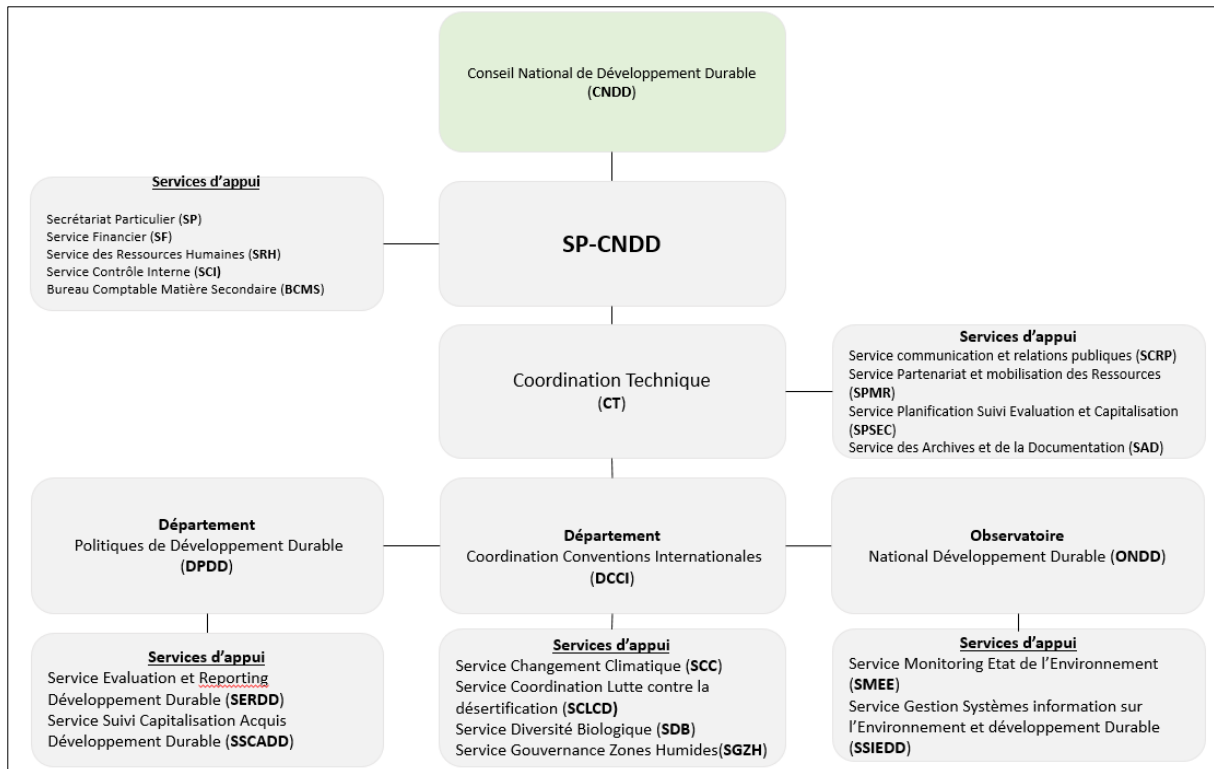 Conseil National de Développement Durable
(CNDD)
Services d'appui
Secrétariat Particulier (SP)
Service Financier (SF)
Service des Ressources Humaines (SRH)
Service Contrôle Interne (SCI)
Bureau Comptable Matière Secondaire (BCMS)
SP-CNDD
Coordination Technique
(CT)
Services d'appui
Service communication et relations publiques (SCRP)
Service Partenariat et mobilisation des Ressources
(SPMR)
Service Planification Suivi Evaluation et Capitalisation
(SPSEC)
Service des Archives et de la Documentation (SAD)
Département
Politiques de Développement Durable
(DPDD)
Département
Coordination Conventions Internationales
(DCCI)
Observatoire
National Développement Durable (ONDD)
Services d'appui
Service Evaluation et Reporting
Développement Durable (SERDD)
Service Suivi Capitalisation Acquis
Développement Durable (SSCADD)
Services d'appui
Service Changement Climatique (SCC)
Service Coordination Lutte contre la
désertification (SCLCD)
Service Diversité Biologique (SDB)
Service Gouvernance Zones Humides(SGZH)
Services d'appui
Service Monitoring Etat de l'Environnement
(SMEE)
Service Gestion Systèmes information sur
l'Environnement et développement Durable
(SSIEDD)